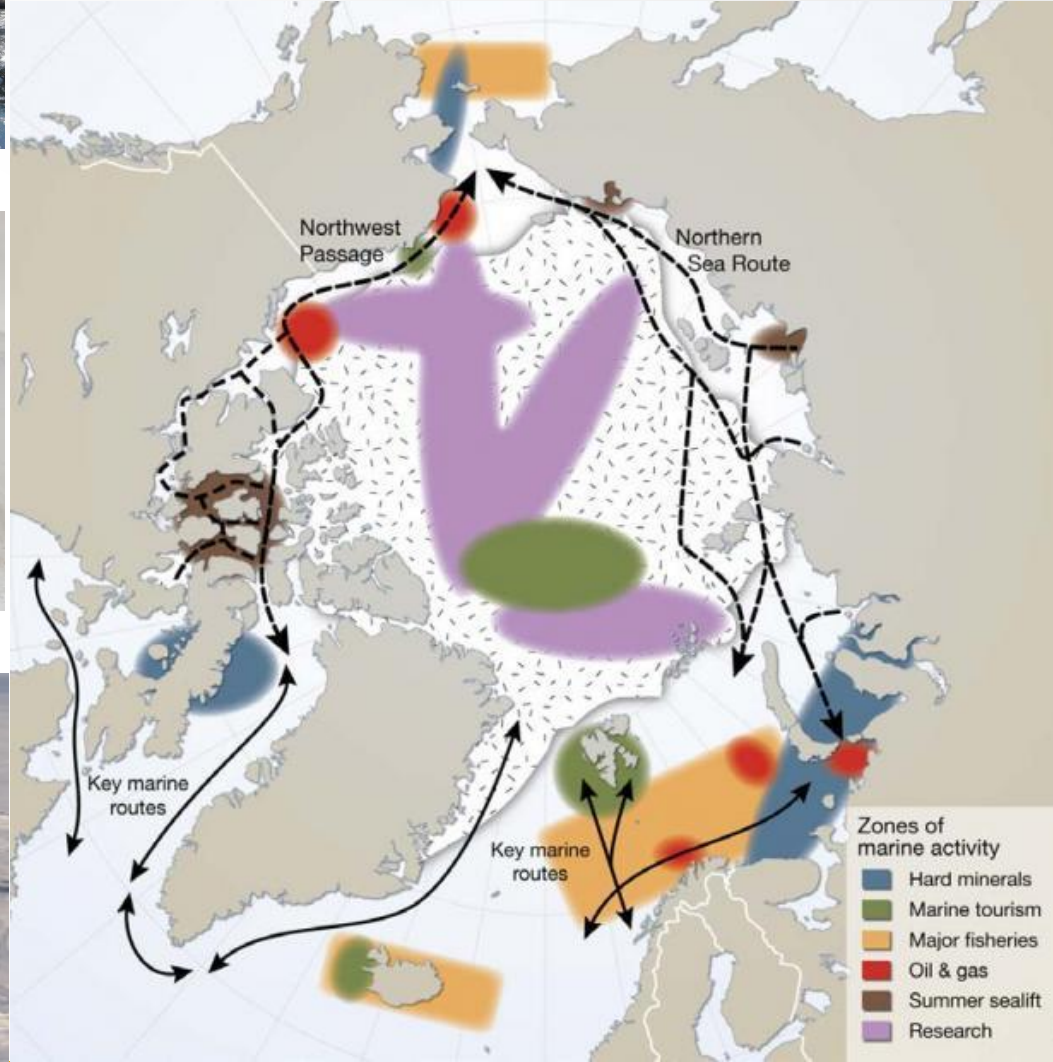 Northwest
Passage
Northern
Sea Route
Key marine
routes
Key marine
routes
Zones of
marine activity
Hard minerals
Marine tourism
Major fisheries
Oil & gas
Summer sealift
Research